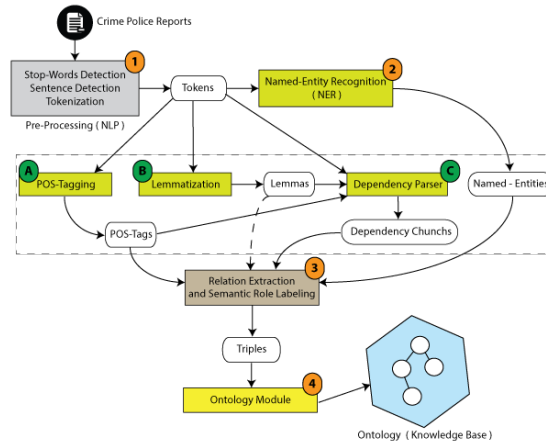 Crime Police Reports
1
Stop-Words Detection
Sentence Detection
Tokenization
Pre-Processing ( NLP )
Tokens
2
Named-Entity Recognition
( NER )
A
POS-Tagging
B
Lemmatization
Lemmas
C
Dependency Parser
Named - Entities
POS-Tags
Dependency Chunchs
3
Relation Extraction
and Semantic Role Labeling
Triples
4
Ontology Module
Ontology ( Knowledge Base )